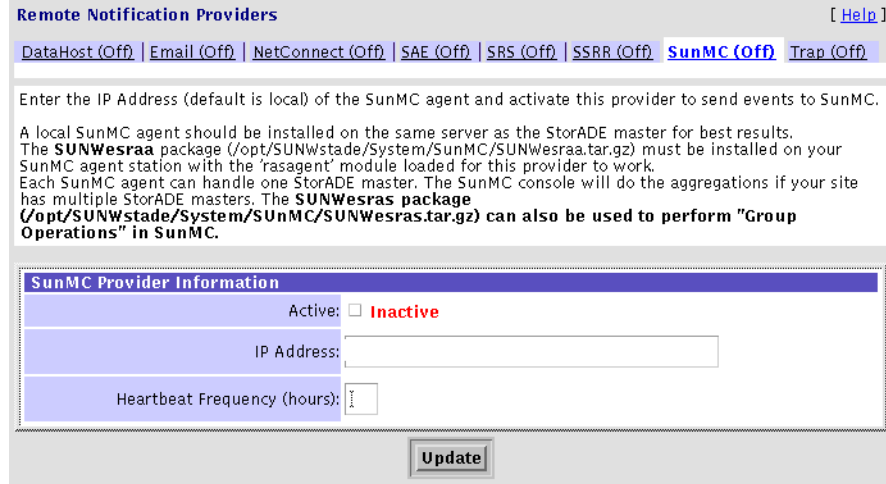 Remote Notification Providers [ Help ]
DataHost (Off) | Email (Off) | NetConnect (Off) | SAE (Off) | SRS (Off) | SSRR (Off) SunMC (Off) Trap (Off)
Enter the IP Address (default is local) of the SunMC agent and activate this provider to send events to SunMC.
A local SunMC agent should be installed on the same server as the StorADE master for best results.
The SUNWesraa package (/opt/SUNWstade/System/SunMC/SUNWesraa.tar.gz) must be installed on your
SunMC agent station with the 'rasagent' module loaded for this provider to work.
Each SunMC agent can handle one StorADE master. The SunMC console will do the aggregations if your site
has multiple StorADE masters. The SUNWesras package
(/opt/SUNWstade/System/SUnMC/SUNWesras.tar.gz) can also be used to perform "Group
Operations" in SunMC.
SunMC Provider Information
Active: Inactive
IP Address:
Heartbeat Frequency (hours):
Update